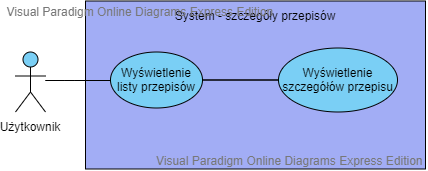 Visual Paradigm Online Diagrams Express Edition
System - szczegóły przepisów
Wyświetlenie
listy przepisów
Wyświetlenie
szczegółów przepisu
Użytkownik
Visual Paradigm Online Diagrams Express Edition